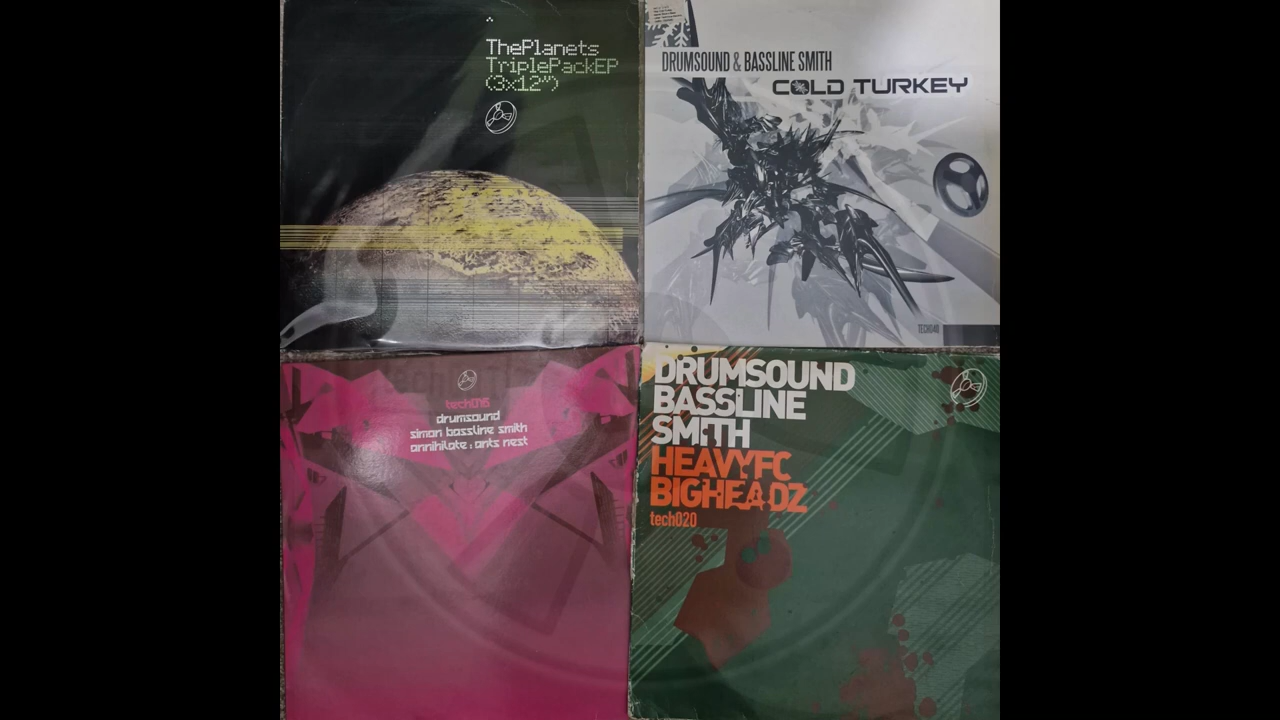 ThePlanets
TriplePackEP
(3x12")
DRUMSOUND & BASSLINE SMITH
COLD TURKEY
TECH040
tech016
drumsound
simon bassline smith
annihilate : ants nest
DRUMSOUND
BASSLINE
SMITH
HEAVYFC
BIGHEADZ
tech020